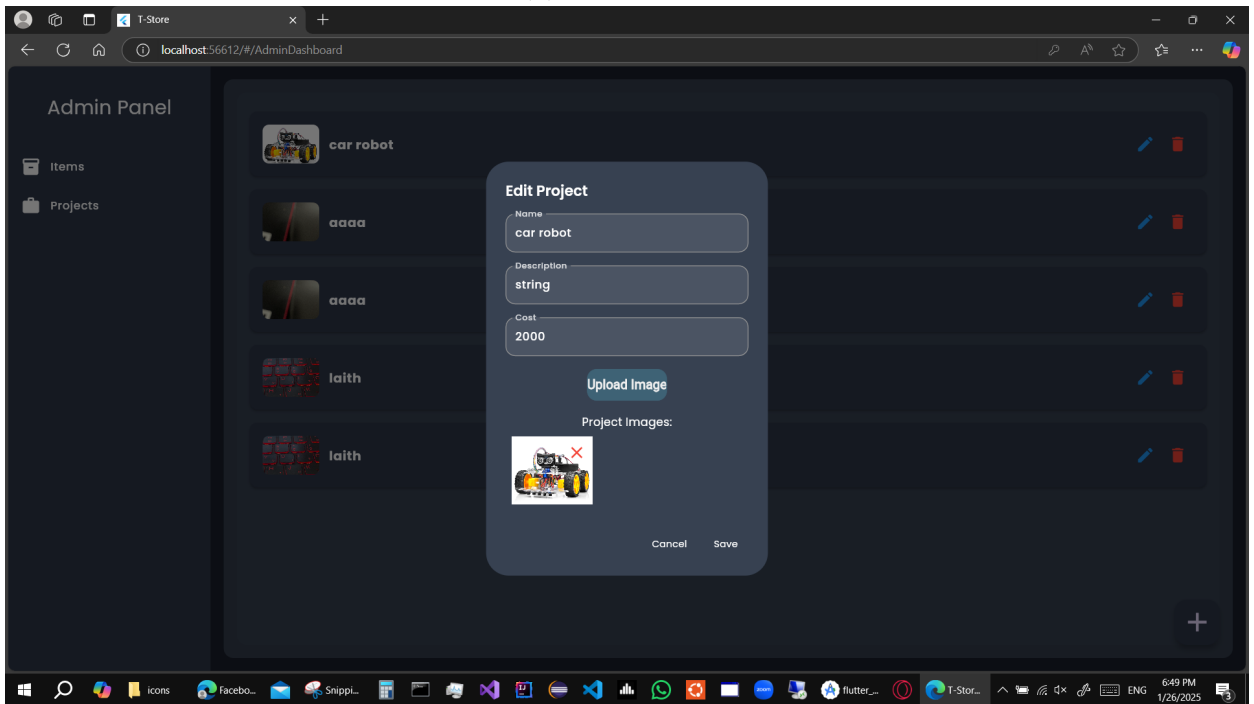 T-Store
localhost:56612/#/AdminDashboard
Admin Panel
Items
Projects
car robot
aaaa
aaaa
laith
laith
Edit Project
Name
car robot
Description
string
Cost
2000
Upload Image
Project Images:
Cancel Save
icons Facebo... Snippi... zoom flutter_... T-Stor... ENG
6:49 PM
1/26/2025
3